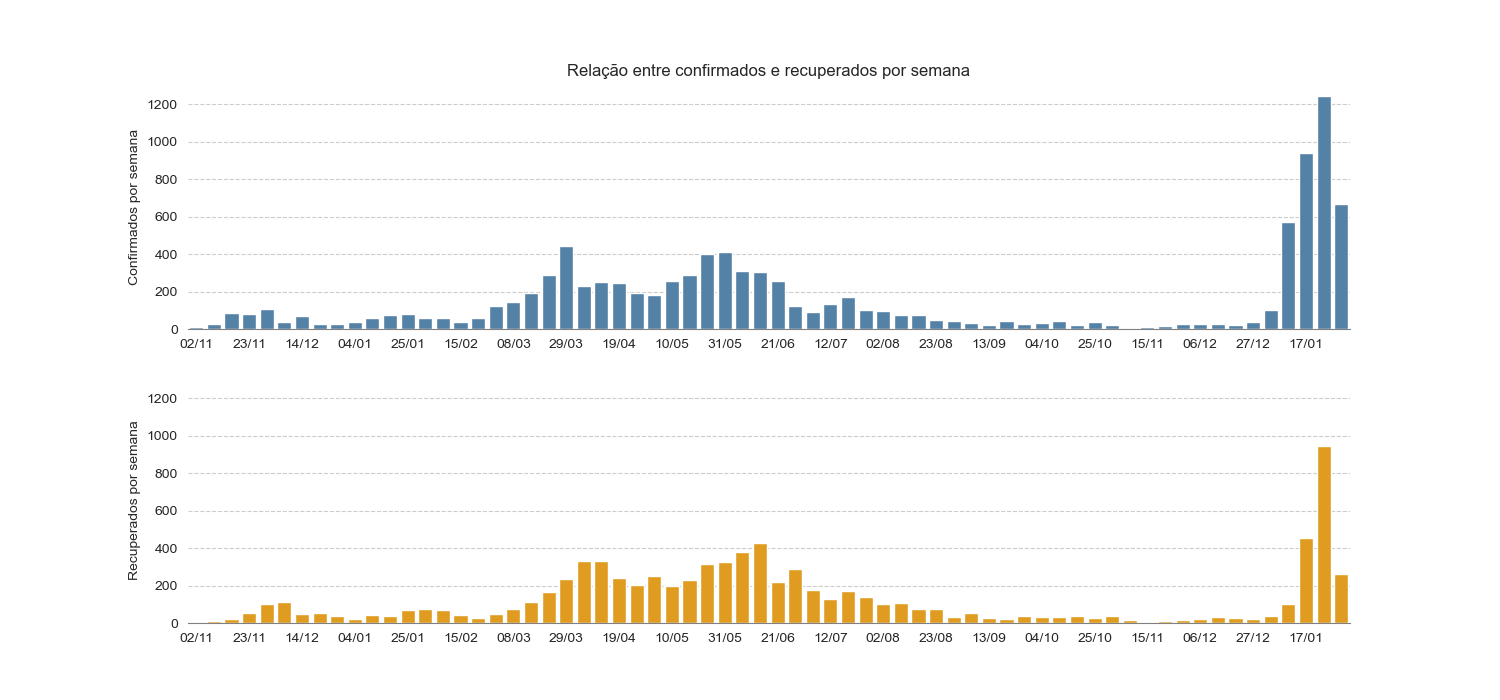 Relação entre confirmados e recuperados por semana
Confirmados por semana
1200
1000
800
600
400
200
0
02/11 23/11 14/12 04/01 25/01 15/02 08/03 29/03 19/04 10/05 31/05 21/06 12/07 02/08 23/08 13/09 04/10 25/10 15/11 06/12 27/12 17/01
Recuperados por semana
1200
1000
800
600
400
200
0
02/11 23/11 14/12 04/01 25/01 15/02 08/03 29/03 19/04 10/05 31/05 21/06 12/07 02/08 23/08 13/09 04/10 25/10 15/11 06/12 27/12 17/01